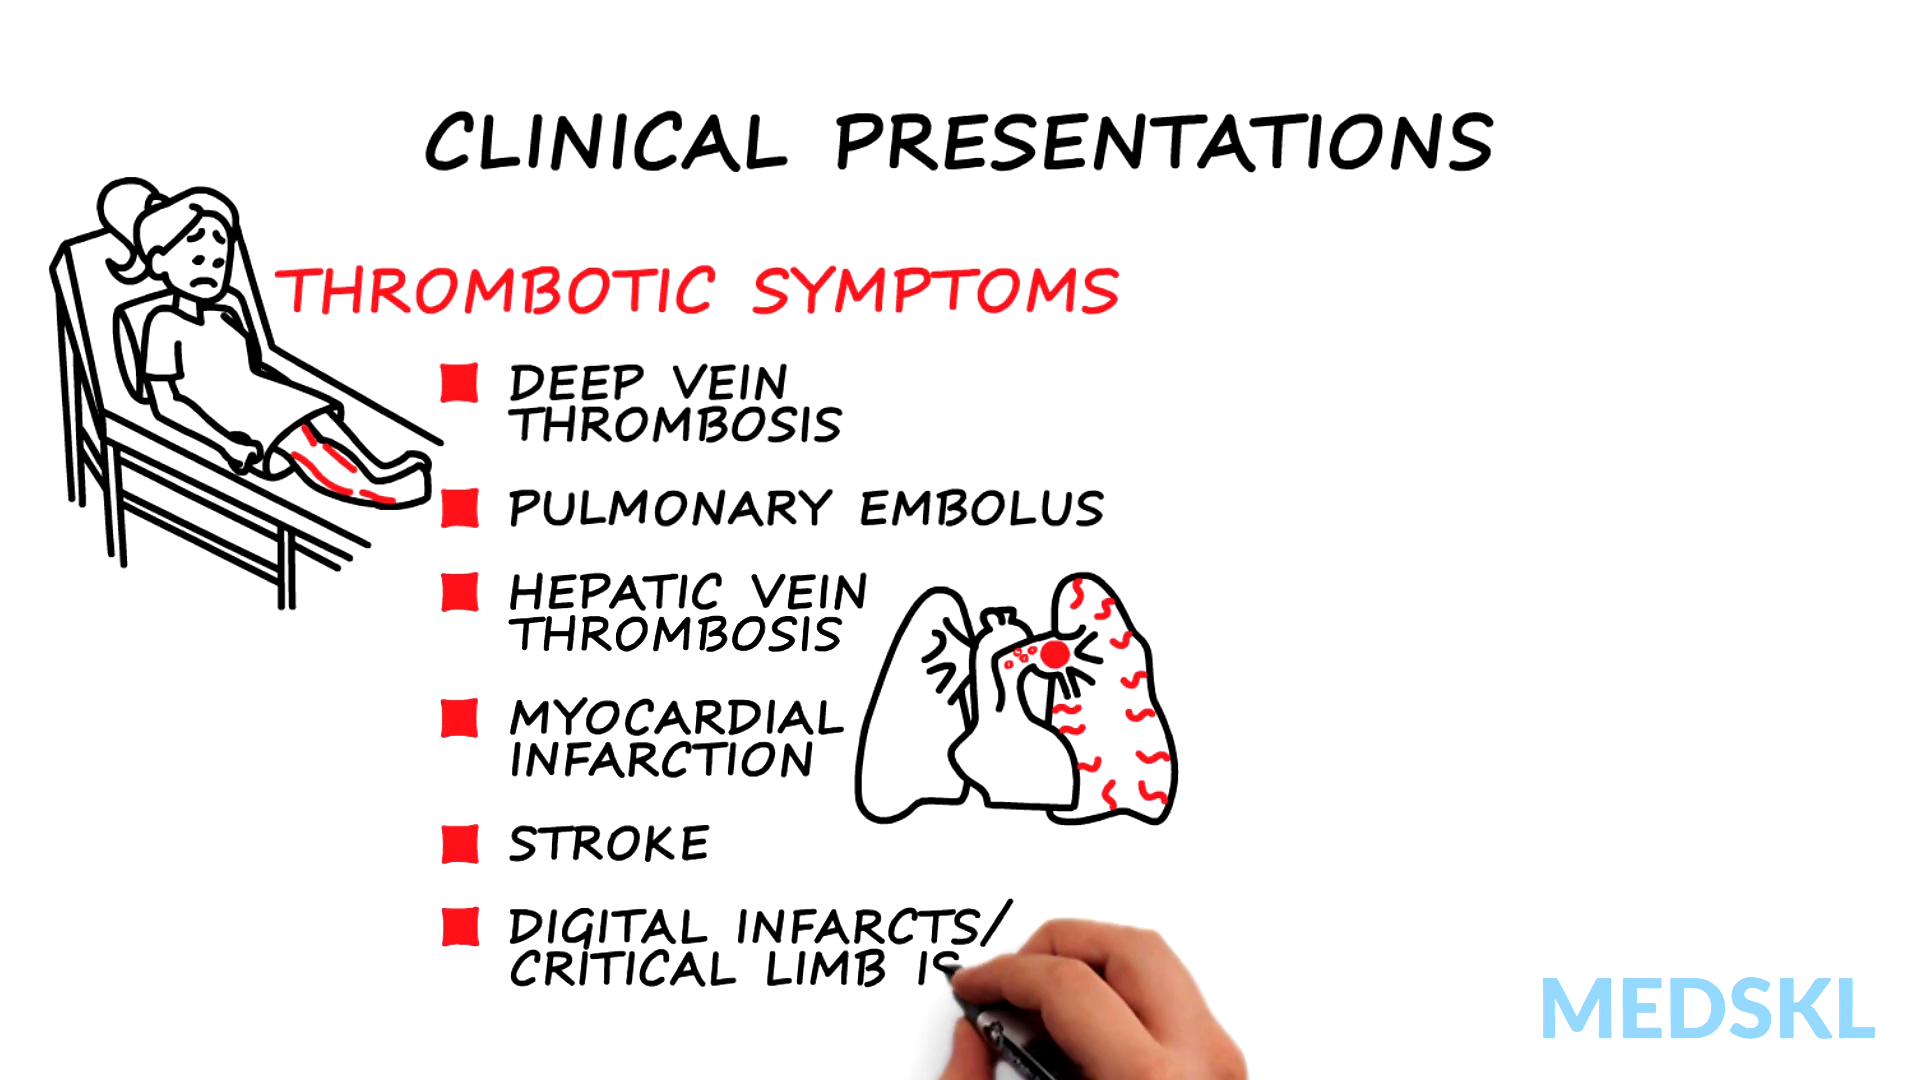 CLINICAL PRESENTATIONS
THROMBOTIC SYMPTOMS
DEEP VEIN
THROMBOSIS
PULMONARY EMBOLUS
HEPATIC VEIN
THROMBOSIS
MYOCARDIAL
INFARCTION
STROKE
DIGITAL INFARCTS/
CRITICAL LIMB IS
MEDSKL